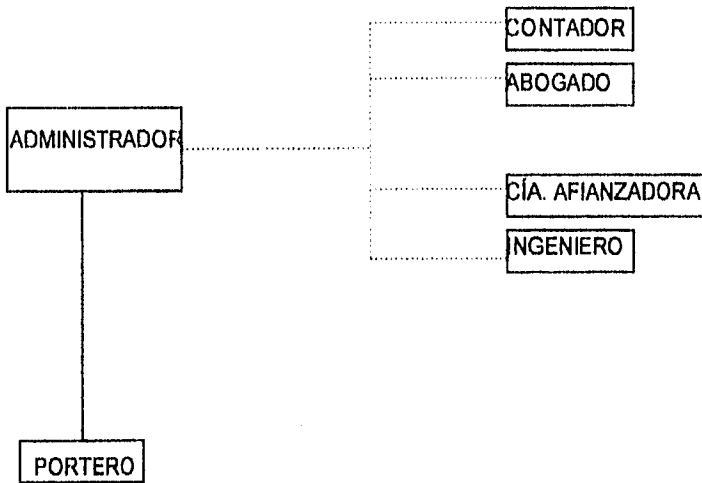 CONTADOR
ABOGADO
ADMINISTRADOR
CÍA. AFIANZADORA
INGENIERO
PORTERO